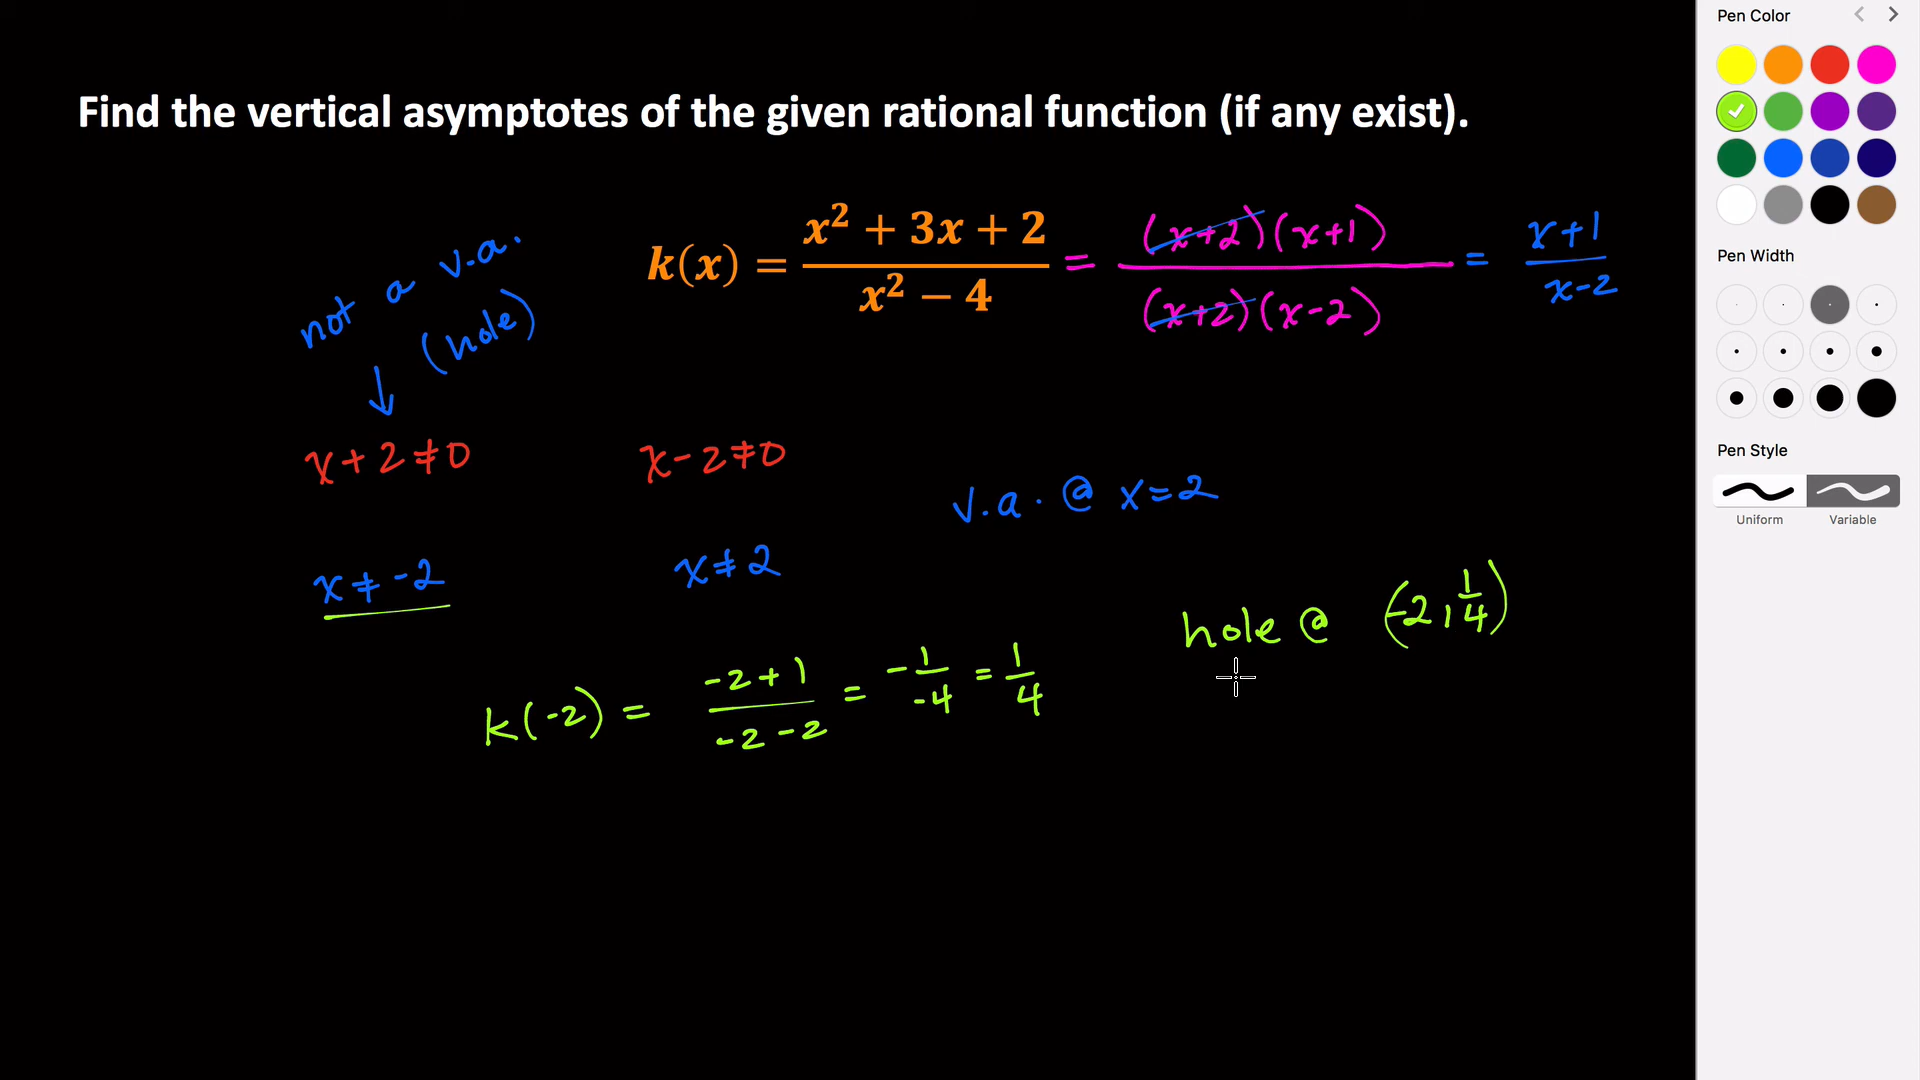 Find the vertical asymptotes of the given rational function (if any exist).
k(x) = (x² + 3x + 2)/(x² − 4) = ((x+2)(x+1))/((x+2)(x-2)) = (x+1)/(x-2)
not a v.a.
(hole)
↓
x+2≠0
x-2≠0
v.a. @ x=2
x≠-2
x≠2
hole @ (-2, 1/4)
k(-2) = (-2+1)/(-2-2) = -1/-4 = 1/4
Pen Color
Pen Width
Pen Style
Uniform
Variable